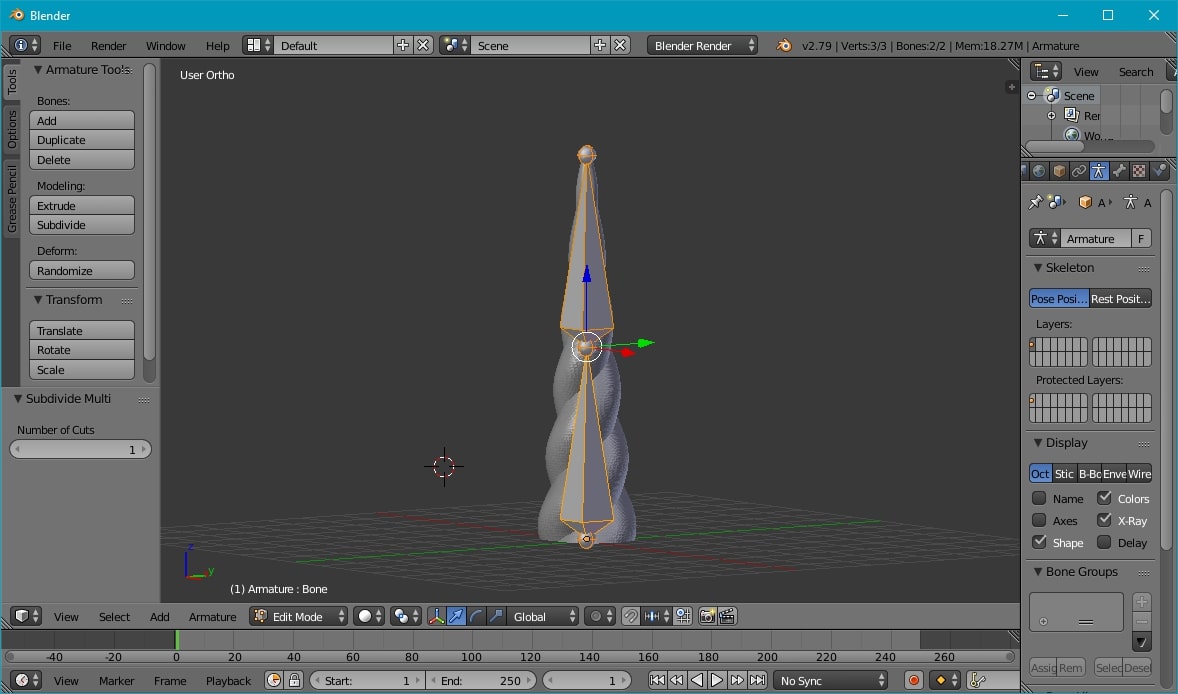 Blender
File Render Window Help Default Scene Blender Render v2.79 | Verts:3/3 | Bones:2/2 | Mem:18.27M | Armature
Tools
Options
Grease Pencil
Armature Tools
Bones:
Add
Duplicate
Delete
Modeling:
Extrude
Subdivide
Deform:
Randomize
Transform
Translate
Rotate
Scale
Subdivide Multi
Number of Cuts
1
User Ortho
z
y
(1) Armature : Bone
View Search
Scene
Rer
Wo...
A A
Armature F
Skeleton
Pose Posi... Rest Posit...
Layers:
Protected Layers:
Display
Oct Stic B-Bo Enve Wire
Name Colors
Axes X-Ray
Shape Delay
Bone Groups
Assig Rem Selec Desel
View Select Add Armature Edit Mode Global
-40 -20 0 20 40 60 80 100 120 140 160 180 200 220 240 260
View Marker Frame Playback Start: 1 End: 250 1 No Sync